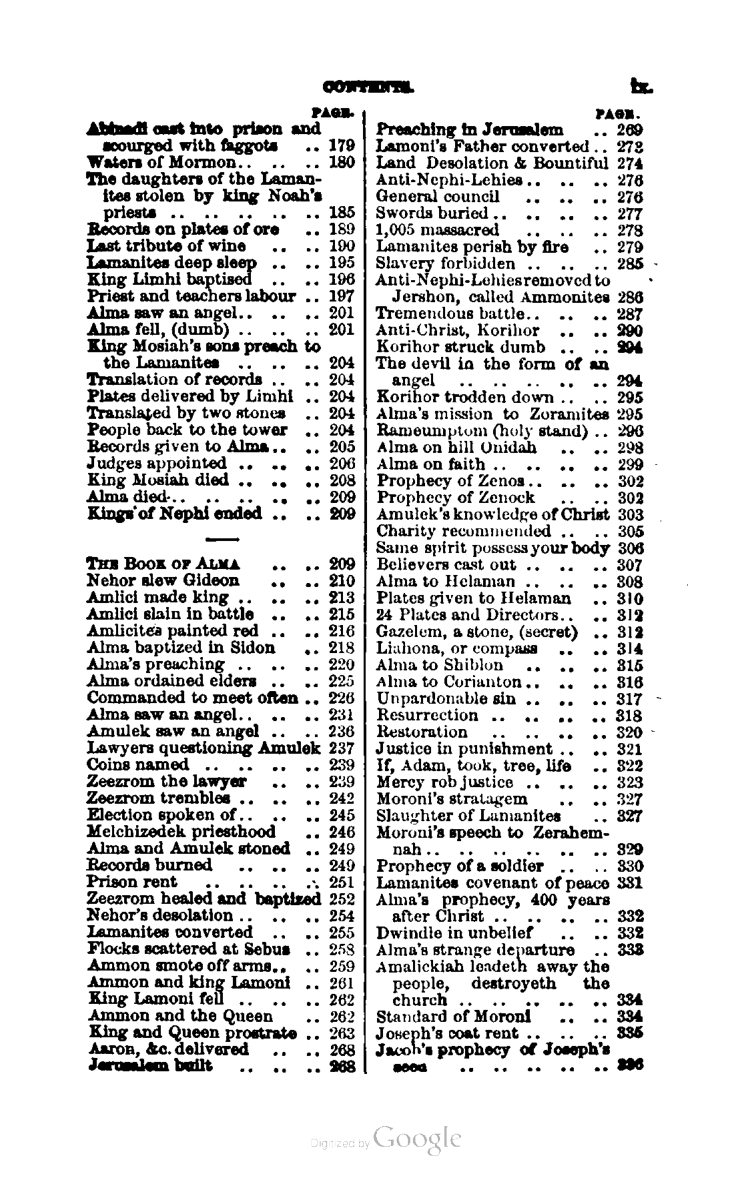 CONTENTS. ix.
PAGE.
Abinadi cast into prison and
scourged with faggots .. 179
Waters of Mormon.. .. .. 180
The daughters of the Laman-
ites stolen by king Noah's
priests .. .. .. .. .. .. 185
Records on plates of ore .. 189
Last tribute of wine .. .. 190
Lamanites deep sleep .. .. 195
King Limhi baptised .. .. 196
Priest and teachers labour .. 197
Alma saw an angel.. .. .. 201
Alma fell, (dumb) .. .. .. 201
King Mosiah's sons preach to
the Lamanites .. .. .. 204
Translation of records .. .. 204
Plates delivered by Limhi .. 204
Translated by two stones .. 204
People back to the tower .. 204
Records given to Alma.. .. 205
Judges appointed .. .. .. 206
King Mosiah died .. .. .. 208
Alma died.. .. .. .. .. 209
Kings of Nephi ended .. .. 209
THE BOOK OF ALMA .. .. 209
Nehor slew Gideon .. .. 210
Amlici made king .. .. .. 213
Amlici slain in battle .. .. 215
Amlicites painted red .. .. 216
Alma baptized in Sidon .. 218
Alma's preaching .. .. .. 220
Alma ordained elders .. .. 225
Commanded to meet often .. 226
Alma saw an angel.. .. .. 231
Amulek saw an angel .. .. 236
Lawyers questioning Amulek 237
Coins named .. .. .. .. 239
Zeezrom the lawyer .. .. 239
Zeezrom trembles .. .. .. 242
Election spoken of.. .. .. 245
Melchizedek priesthood .. 246
Alma and Amulek stoned .. 249
Records burned .. .. .. 249
Prison rent .. .. .. .. .. 251
Zeezrom healed and baptized 252
Nehor's desolation .. .. .. 254
Lamanites converted .. .. 255
Flocks scattered at Sebus .. 258
Ammon smote off arms.. .. 259
Ammon and king Lamoni .. 261
King Lamoni fell .. .. .. 262
Ammon and the Queen .. 262
King and Queen prostrate .. 263
Aaron, &c. delivered .. .. 268
Jerusalem built .. .. .. 268
PAGE.
Preaching in Jerusalem .. 269
Lamoni's Father converted .. 272
Land Desolation & Bountiful 274
Anti-Nephi-Lehies .. .. .. 276
General council .. .. .. 276
Swords buried .. .. .. .. 277
1,005 massacred .. .. .. 278
Lamanites perish by fire .. 279
Slavery forbidden .. .. .. 285
Anti-Nephi-Lehies removed to
Jershon, called Ammonites 286
Tremendous battle.. .. .. 287
Anti-Christ, Korihor .. .. 290
Korihor struck dumb .. .. 294
The devil in the form of an
angel .. .. .. .. .. .. 294
Korihor trodden down .. .. 295
Alma's mission to Zoramites 295
Rameumptom (holy stand) .. 296
Alma on hill Onidah .. .. 298
Alma on faith .. .. .. .. 299
Prophecy of Zenos.. .. .. 302
Prophecy of Zenock .. .. 302
Amulek's knowledge of Christ 303
Charity recommended .. .. 305
Same spirit possess your body 306
Believers cast out .. .. .. 307
Alma to Helaman .. .. .. 308
Plates given to Helaman .. 310
24 Plates and Directors.. .. 312
Gazelem, a stone, (secret) .. 312
Liahona, or compass .. .. 314
Alma to Shiblon .. .. .. 315
Alma to Corianton .. .. .. 316
Unpardonable sin .. .. .. 317
Resurrection .. .. .. .. 318
Restoration .. .. .. .. 320
Justice in punishment .. .. 321
If, Adam, took, tree, life .. 322
Mercy rob justice .. .. .. 323
Moroni's stratagem .. .. 327
Slaughter of Lamanites .. 327
Moroni's speech to Zerahem-
nah .. .. .. .. .. .. .. 329
Prophecy of a soldier .. .. 330
Lamanites covenant of peace 331
Alma's prophecy, 400 years
after Christ .. .. .. .. 332
Dwindle in unbelief .. .. 332
Alma's strange departure .. 333
Amalickiah leadeth away the
people, destroyeth the
church .. .. .. .. .. .. 334
Standard of Moroni .. .. 334
Joseph's coat rent .. .. .. 335
Jacob's prophecy of Joseph's
seed .. .. .. .. .. .. 336
Digitized by Google